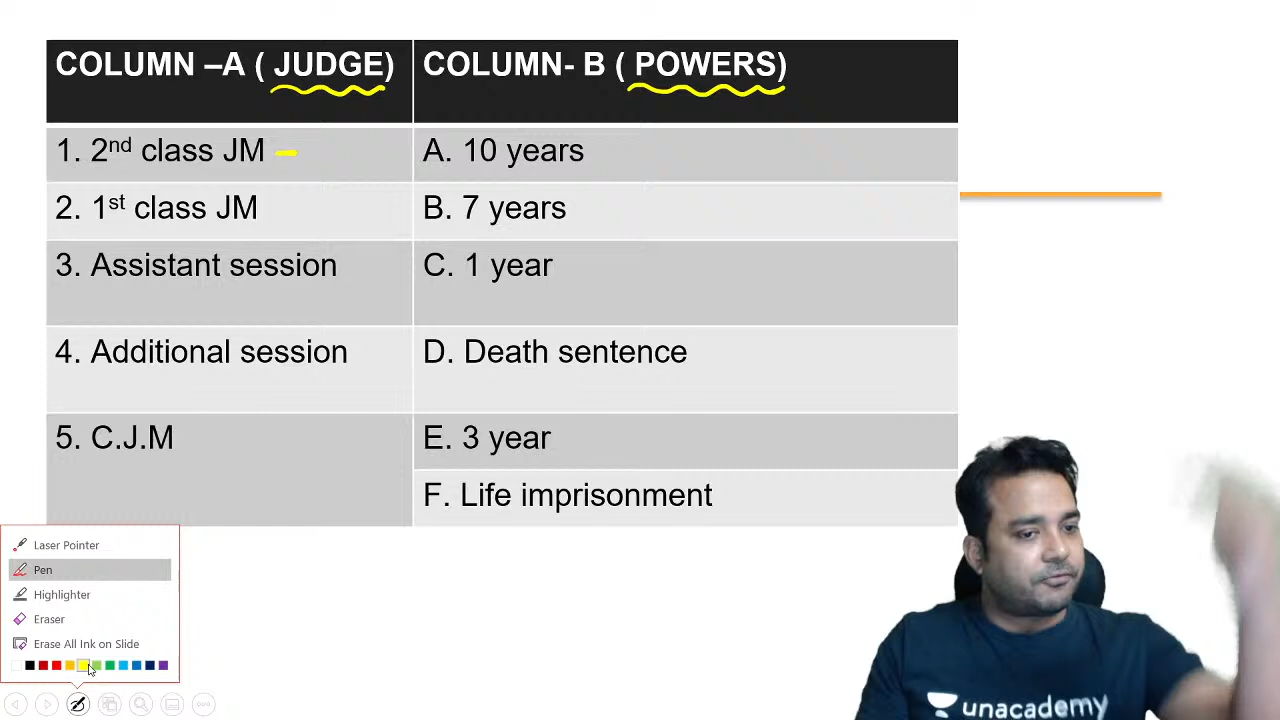 COLUMN –A ( JUDGE)
COLUMN- B ( POWERS)
1. 2nd class JM
A. 10 years
2. 1st class JM
B. 7 years
3. Assistant session
C. 1 year
4. Additional session
D. Death sentence
5. C.J.M
E. 3 year
F. Life imprisonment
Laser Pointer
Pen
Highlighter
Eraser
Erase All Ink on Slide
unacademy